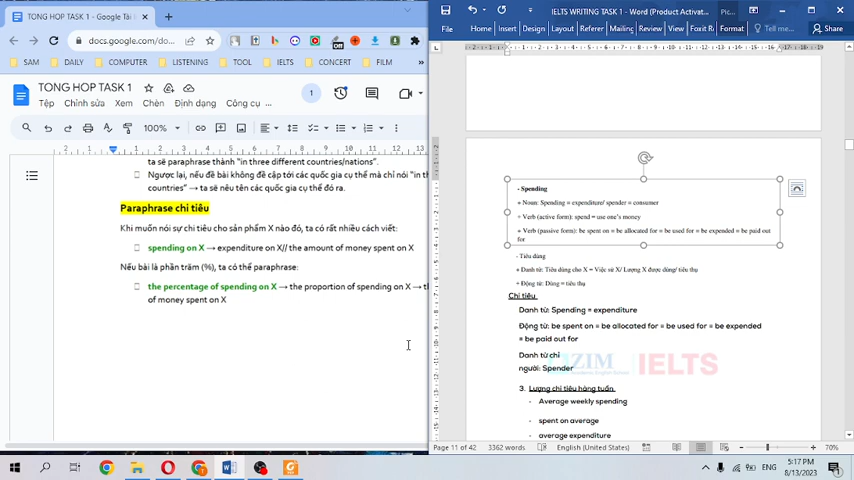 TONG HOP TASK 1 - Google Tài l
docs.google.com/do...
SAM
DAILY
COMPUTER
LISTENING
TOOL
IELTS
CONCERT
FILM
»
TONG HOP TASK 1
Tệp Chỉnh sửa Xem Chèn Định dạng Công cụ ...
1
100%
ta sẽ paraphrase thành “in three different countries/nations”.
Ngược lại, nếu đề bài không đề cập tới các quốc gia cụ thể mà chỉ nói “in th
countries” → ta sẽ nêu tên các quốc gia cụ thể đó ra.
Paraphrase chi tiêu
Khi muốn nói sự chi tiêu cho sản phẩm X nào đó, ta có rất nhiều cách viết:
spending on X → expenditure on X// the amount of money spent on X
Nếu bài là phần trăm (%), ta có thể paraphrase:
the percentage of spending on X → the proportion of spending on X → th
of money spent on X
IELTS WRITING TASK 1 - Word (Product Activat...
Pic...
File Home Insert Design Layout Referer Mailing Review View Foxit R Format Tell me... Share
- Spending
+ Noun: Spending = expenditure/ spender = consumer
+ Verb (active form): spend = use one’s money
+ Verb (passive form): be spent on = be allocated for = be used for = be expended = be paid out
for
- Tiêu dùng
+ Danh từ: Tiêu dùng cho X = Việc sử X/ Lượng X được dùng/ tiêu thụ
+ Động từ: Dùng = tiêu thụ
Chi tiêu
Danh từ: Spending = expenditure
Động từ: be spent on = be allocated for = be used for = be expended
= be paid out for
Danh từ chỉ
người: Spender
ZIM IELTS
3. Lượng chi tiêu hàng tuần
- Average weekly spending
- spent on average
- average expenditure
Page 11 of 42 3362 words English (United States) 70%
ENG
5:17 PM
8/13/2023